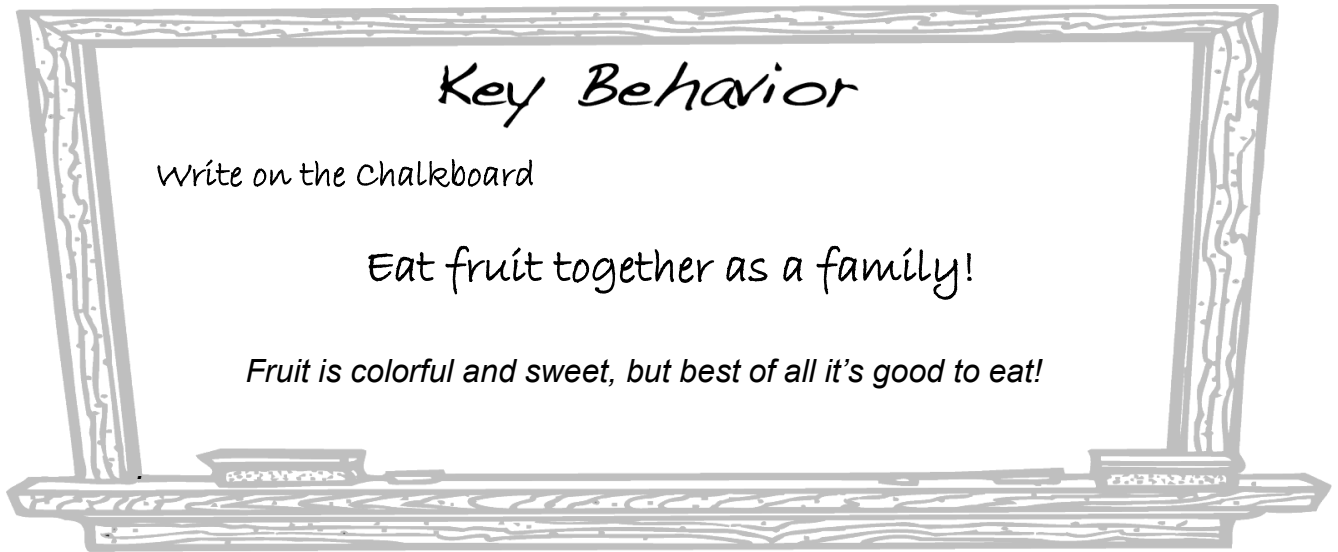 Key Behavior
Write on the Chalkboard
Eat fruit together as a family!
Fruit is colorful and sweet, but best of all it's good to eat!